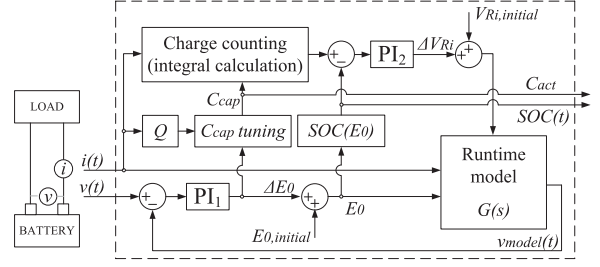 VRi,initial
Charge counting
(integral calculation)
+
−
PI2
ΔVRi
+
+
Ccap
Cact
SOC(t)
LOAD
Q
Ccap tuning
SOC(E0)
i
i(t)
Runtime
model
G(s)
v
v(t)
+
−
PI1
ΔE0
+
+
E0
BATTERY
E0,initial
vmodel(t)